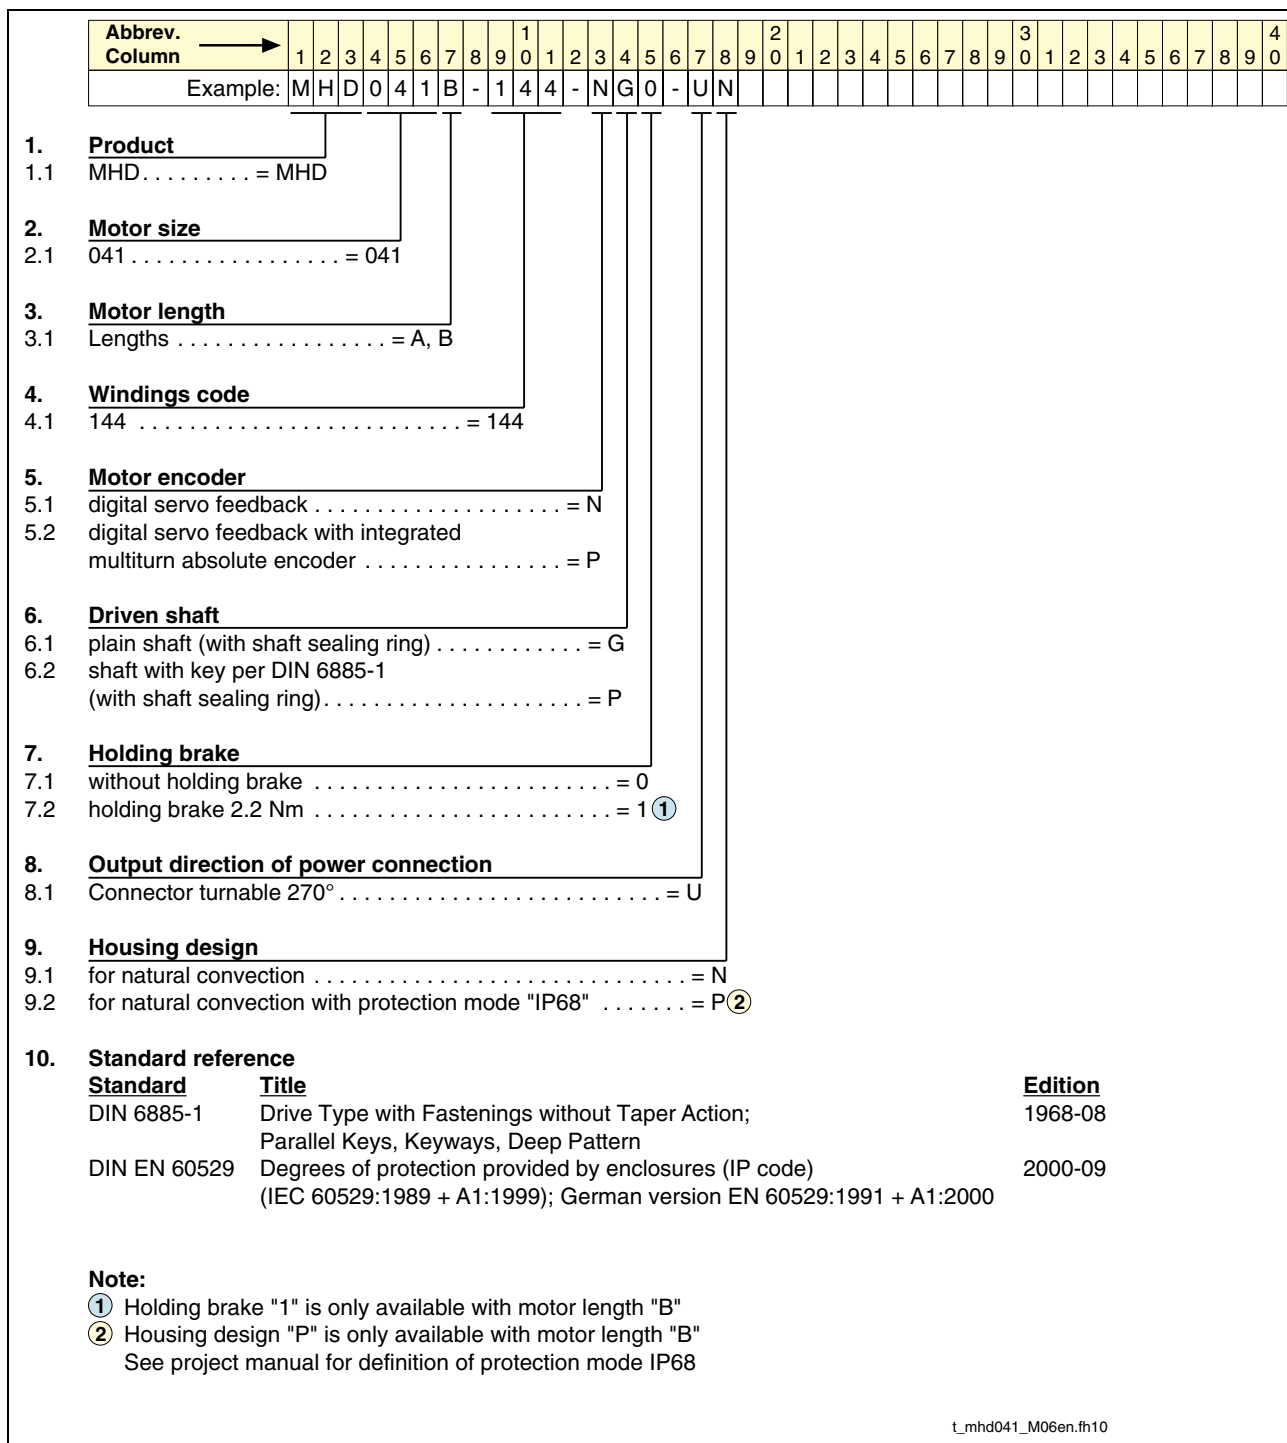 Abbrev. 1 2 3 4
Column 1 2 3 4 5 6 7 8 9 0 1 2 3 4 5 6 7 8 9 0 1 2 3 4 5 6 7 8 9 0 1 2 3 4 5 6 7 8 9 0
Example: M H D 0 4 1 B - 1 4 4 - N G 0 - U N
1. Product
1.1 MHD. . . . . . . . . = MHD
2. Motor size
2.1 041 . . . . . . . . . . . . . . . . . = 041
3. Motor length
3.1 Lengths . . . . . . . . . . . . . . . . . = A, B
4. Windings code
4.1 144 . . . . . . . . . . . . . . . . . . . . . . . . . . = 144
5. Motor encoder
5.1 digital servo feedback . . . . . . . . . . . . . . . . . . . . = N
5.2 digital servo feedback with integrated
multiturn absolute encoder . . . . . . . . . . . . . . . . = P
6. Driven shaft
6.1 plain shaft (with shaft sealing ring) . . . . . . . . . . . . = G
6.2 shaft with key per DIN 6885-1
(with shaft sealing ring). . . . . . . . . . . . . . . . . . . . . = P
7. Holding brake
7.1 without holding brake . . . . . . . . . . . . . . . . . . . . . . . . = 0
7.2 holding brake 2.2 Nm . . . . . . . . . . . . . . . . . . . . . . . . = 1 1
8. Output direction of power connection
8.1 Connector turnable 270° . . . . . . . . . . . . . . . . . . . . . . . . . . = U
9. Housing design
9.1 for natural convection . . . . . . . . . . . . . . . . . . . . . . . . . . . . . . = N
9.2 for natural convection with protection mode "IP68" . . . . . . . = P 2
10. Standard reference
Standard Title Edition
DIN 6885-1 Drive Type with Fastenings without Taper Action; 1968-08
Parallel Keys, Keyways, Deep Pattern
DIN EN 60529 Degrees of protection provided by enclosures (IP code) 2000-09
(IEC 60529:1989 + A1:1999); German version EN 60529:1991 + A1:2000
Note:
1 Holding brake "1" is only available with motor length "B"
2 Housing design "P" is only available with motor length "B"
See project manual for definition of protection mode IP68
t_mhd041_M06en.fh10